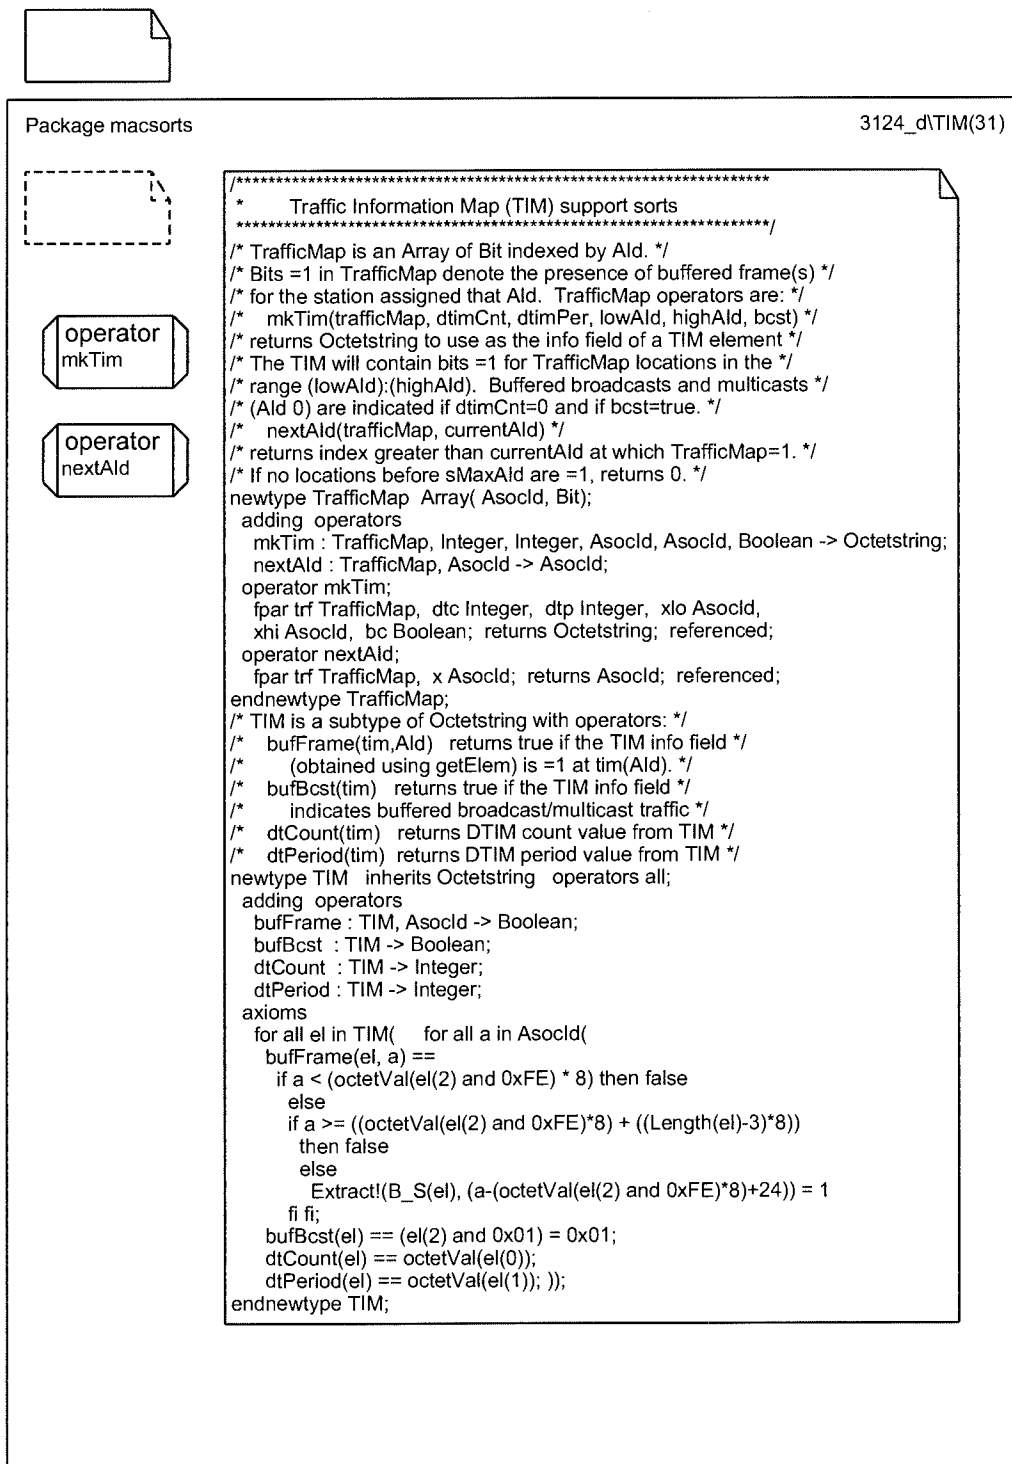 Package macsorts
3124_d\TIM(31)
operator
mkTim
operator
nextAId
/*******************************************************************
* Traffic Information Map (TIM) support sorts
*******************************************************************/
/* TrafficMap is an Array of Bit indexed by AId. */
/* Bits =1 in TrafficMap denote the presence of buffered frame(s) */
/* for the station assigned that AId. TrafficMap operators are: */
/* mkTim(trafficMap, dtimCnt, dtimPer, lowAId, highAId, bcst) */
/* returns Octetstring to use as the info field of a TIM element */
/* The TIM will contain bits =1 for TrafficMap locations in the */
/* range (lowAId):(highAId). Buffered broadcasts and multicasts */
/* (AId 0) are indicated if dtimCnt=0 and if bcst=true. */
/* nextAId(trafficMap, currentAId) */
/* returns index greater than currentAId at which TrafficMap=1. */
/* If no locations before sMaxAId are =1, returns 0. */
newtype TrafficMap Array( AsocId, Bit);
adding operators
mkTim : TrafficMap, Integer, Integer, AsocId, AsocId, Boolean -> Octetstring;
nextAId : TrafficMap, AsocId -> AsocId;
operator mkTim;
fpar trf TrafficMap, dtc Integer, dtp Integer, xlo AsocId,
xhi AsocId, bc Boolean; returns Octetstring; referenced;
operator nextAId;
fpar trf TrafficMap, x AsocId; returns AsocId; referenced;
endnewtype TrafficMap;
/* TIM is a subtype of Octetstring with operators: */
/* bufFrame(tim,AId) returns true if the TIM info field */
/* (obtained using getElem) is =1 at tim(AId). */
/* bufBcst(tim) returns true if the TIM info field */
/* indicates buffered broadcast/multicast traffic */
/* dtCount(tim) returns DTIM count value from TIM */
/* dtPeriod(tim) returns DTIM period value from TIM */
newtype TIM inherits Octetstring operators all;
adding operators
bufFrame : TIM, AsocId -> Boolean;
bufBcst : TIM -> Boolean;
dtCount : TIM -> Integer;
dtPeriod : TIM -> Integer;
axioms
for all el in TIM( for all a in AsocId(
bufFrame(el, a) ==
if a < (octetVal(el(2) and 0xFE) * 8) then false
else
if a >= ((octetVal(el(2) and 0xFE)*8) + ((Length(el)-3)*8))
then false
else
Extract!(B_S(el), (a-(octetVal(el(2) and 0xFE)*8)+24)) = 1
fi fi;
bufBcst(el) == (el(2) and 0x01) = 0x01;
dtCount(el) == octetVal(el(0));
dtPeriod(el) == octetVal(el(1)); ));
endnewtype TIM;